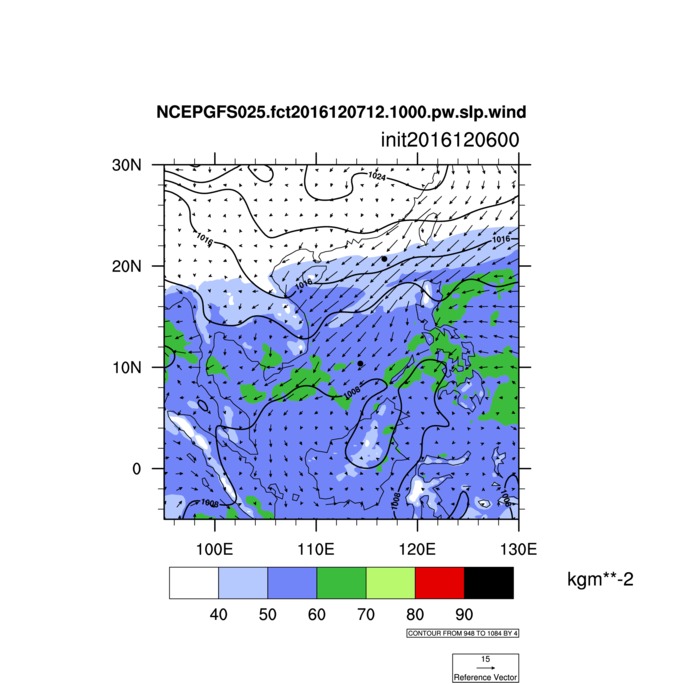 NCEPGFS025.fct2016120712.1000.pw.slp.wind
init2016120600
30N
20N
10N
0
1024
1016
1016
1016
1008
1008
1008
100E
110E
120E
130E
kgm**-2
40
50
60
70
80
90
CONTOUR FROM 948 TO 1084 BY 4
15
Reference Vector